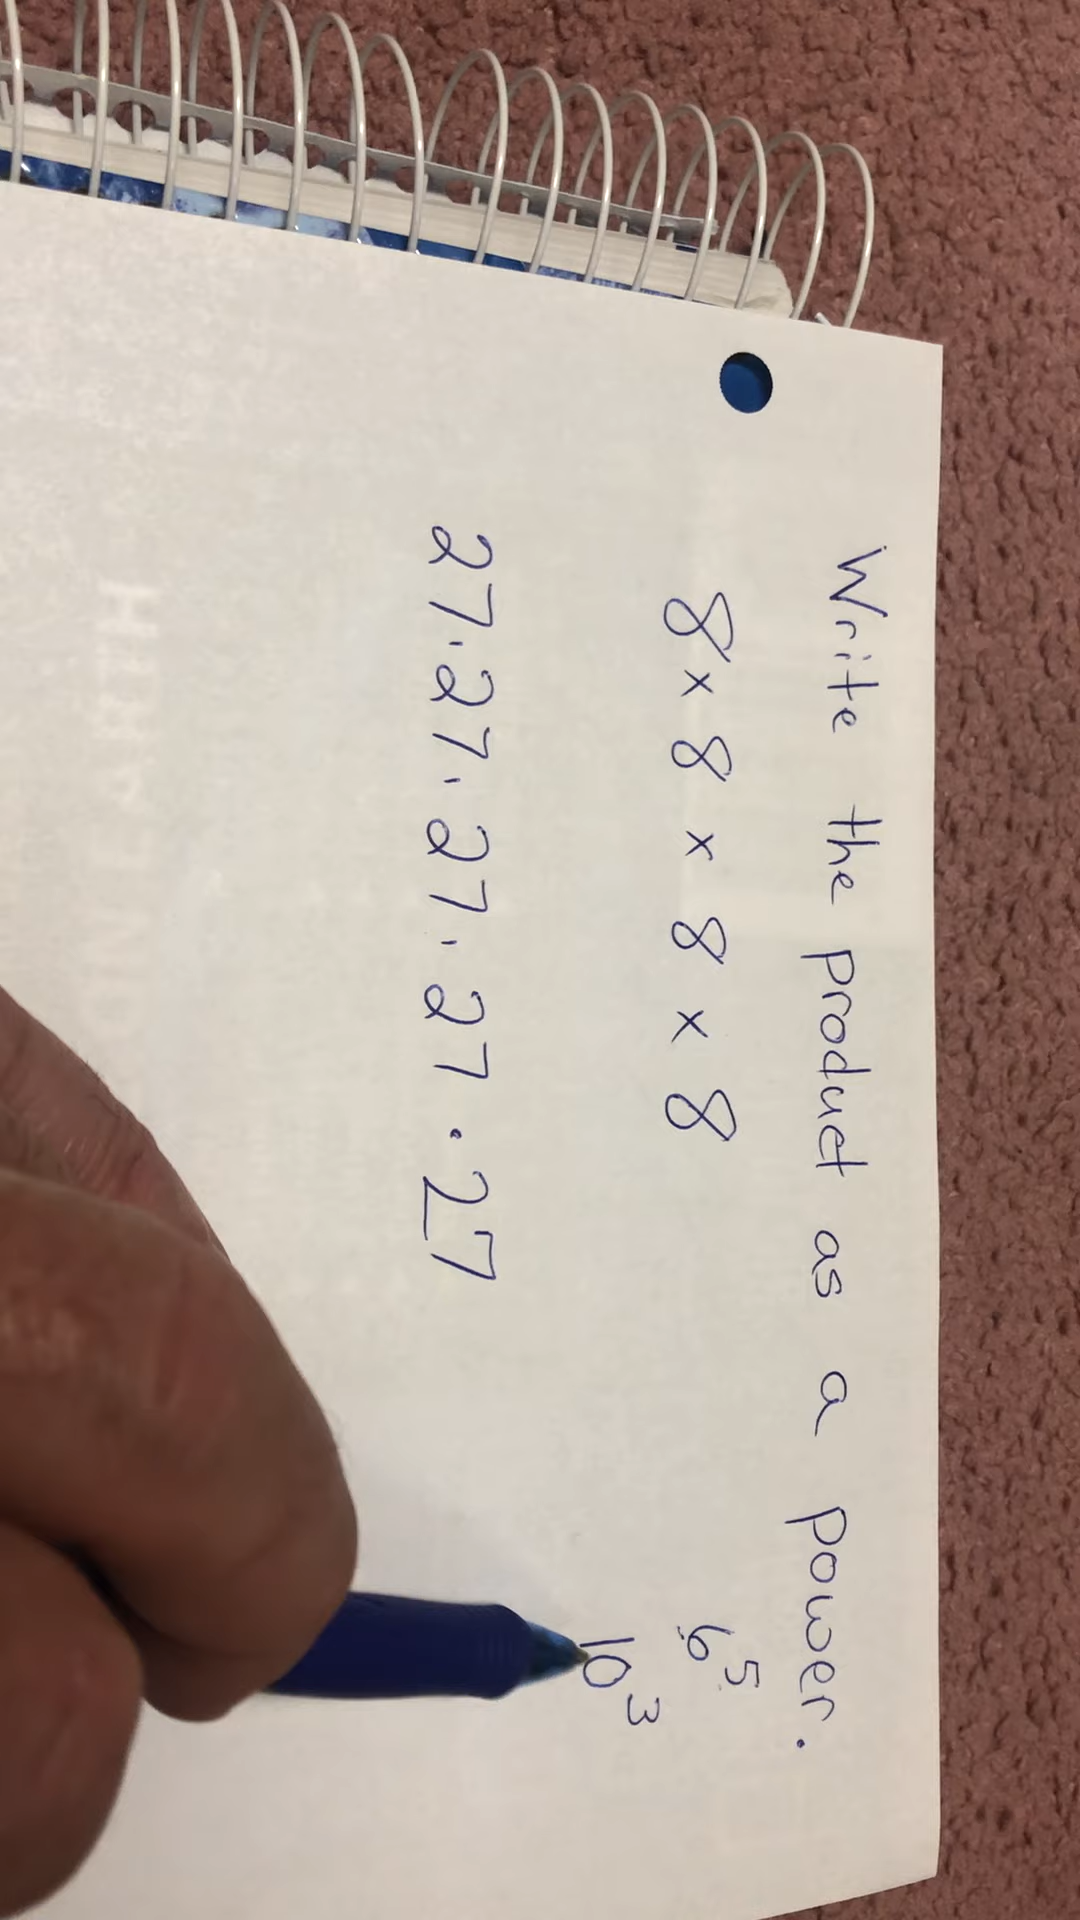 Write the product as a power.
8 × 8 × 8 × 8
6⁵
10³
27 · 27 · 27 · 27 · 27